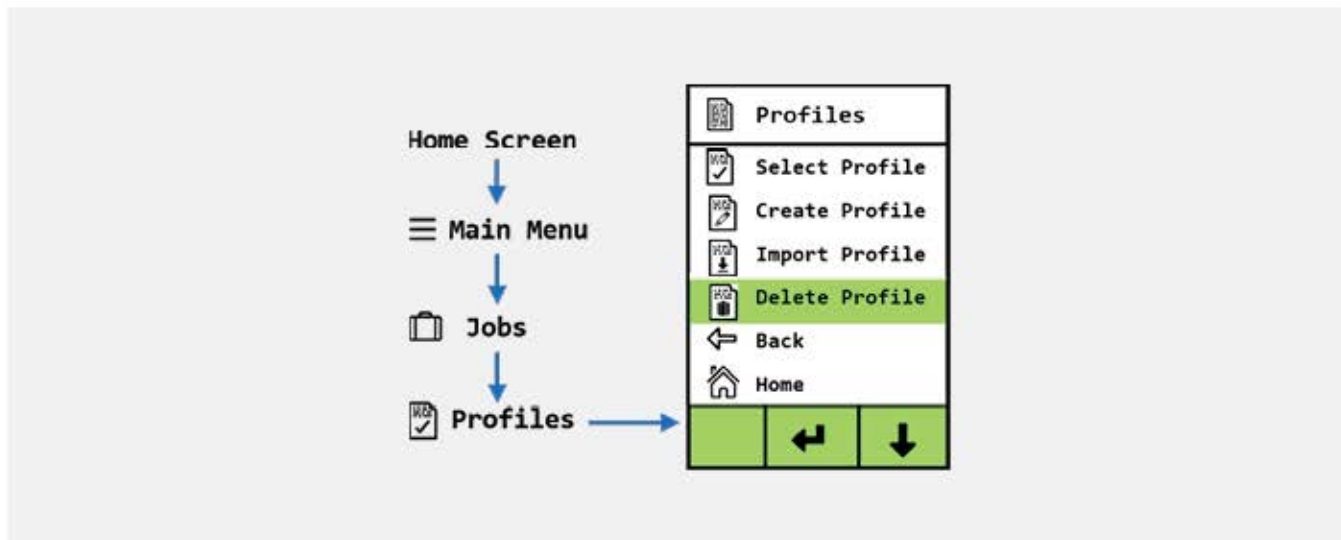 Home Screen
Main Menu
Jobs
Profiles
Profiles
Select Profile
Create Profile
Import Profile
Delete Profile
Back
Home